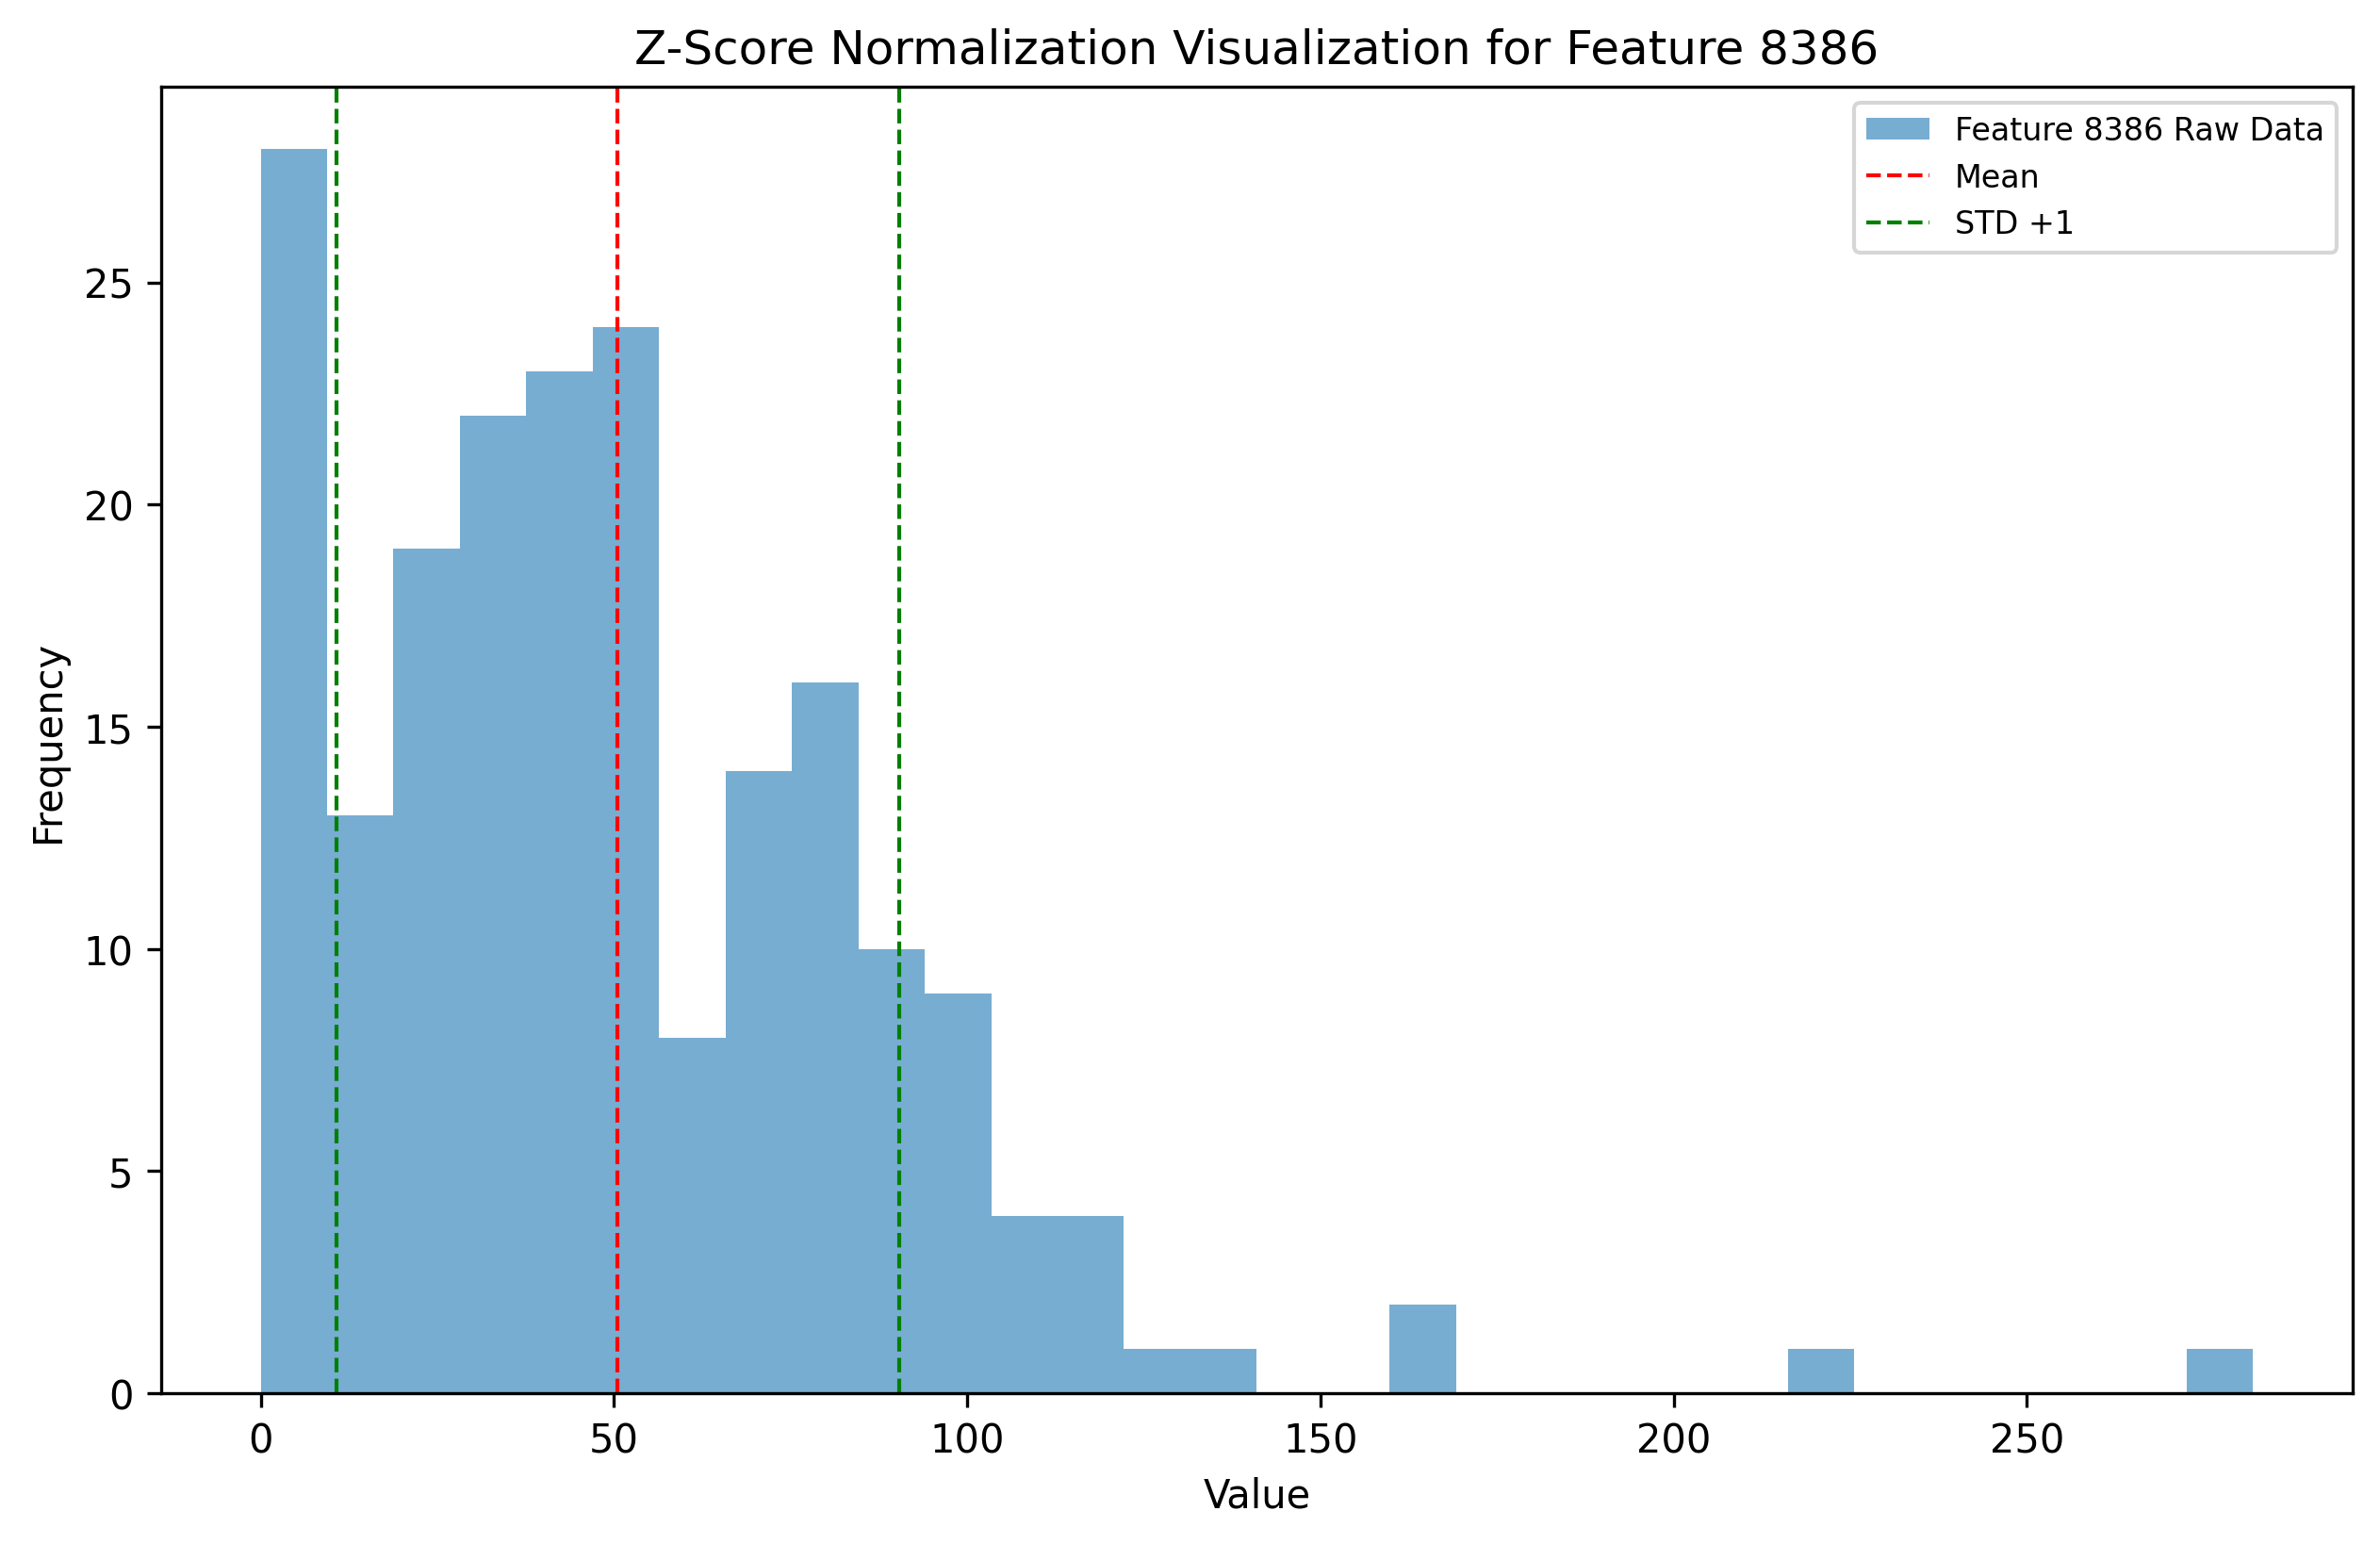 Z-Score Normalization Visualization for Feature 8386
Feature 8386 Raw Data
Mean
STD +1
Frequency
25
20
15
10
5
0
0 50 100 150 200 250
Value